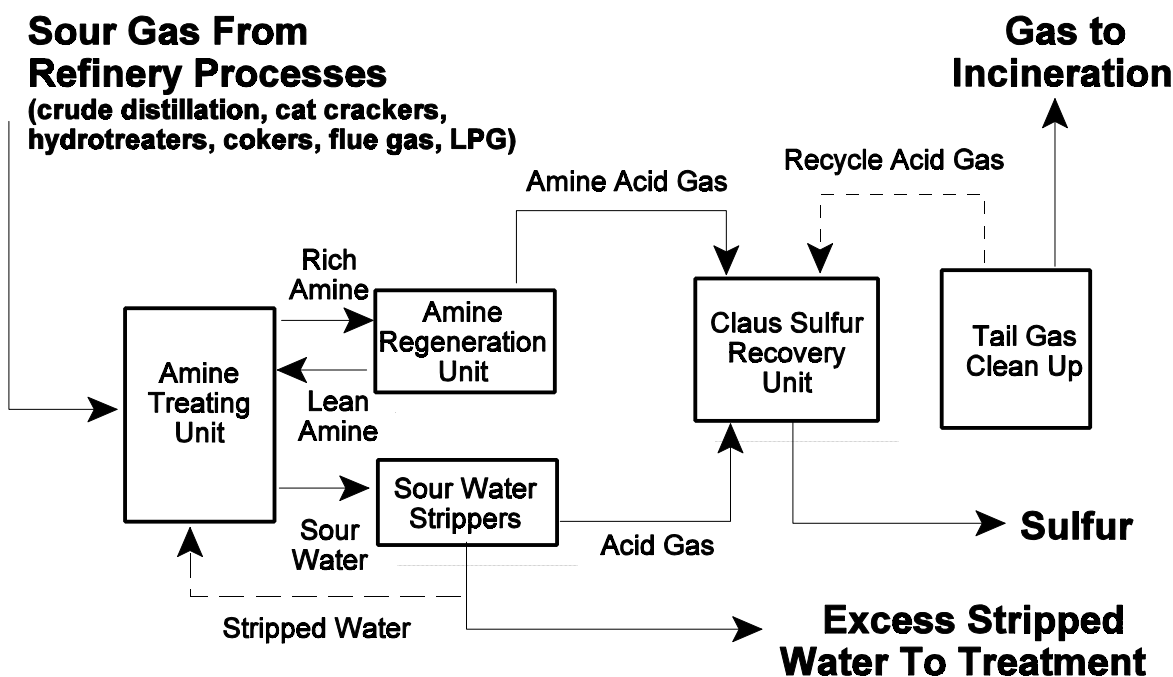 Sour Gas From
Refinery Processes
(crude distillation, cat crackers,
hydrotreaters, cokers, flue gas, LPG)
Gas to
Incineration
Amine Acid Gas
Recycle Acid Gas
Rich
Amine
Amine
Regeneration
Unit
Claus Sulfur
Recovery
Unit
Tail Gas
Clean Up
Amine
Treating
Unit
Lean
Amine
Sour Water
Strippers
Sour
Water
Acid Gas
Sulfur
Stripped Water
Excess Stripped
Water To Treatment